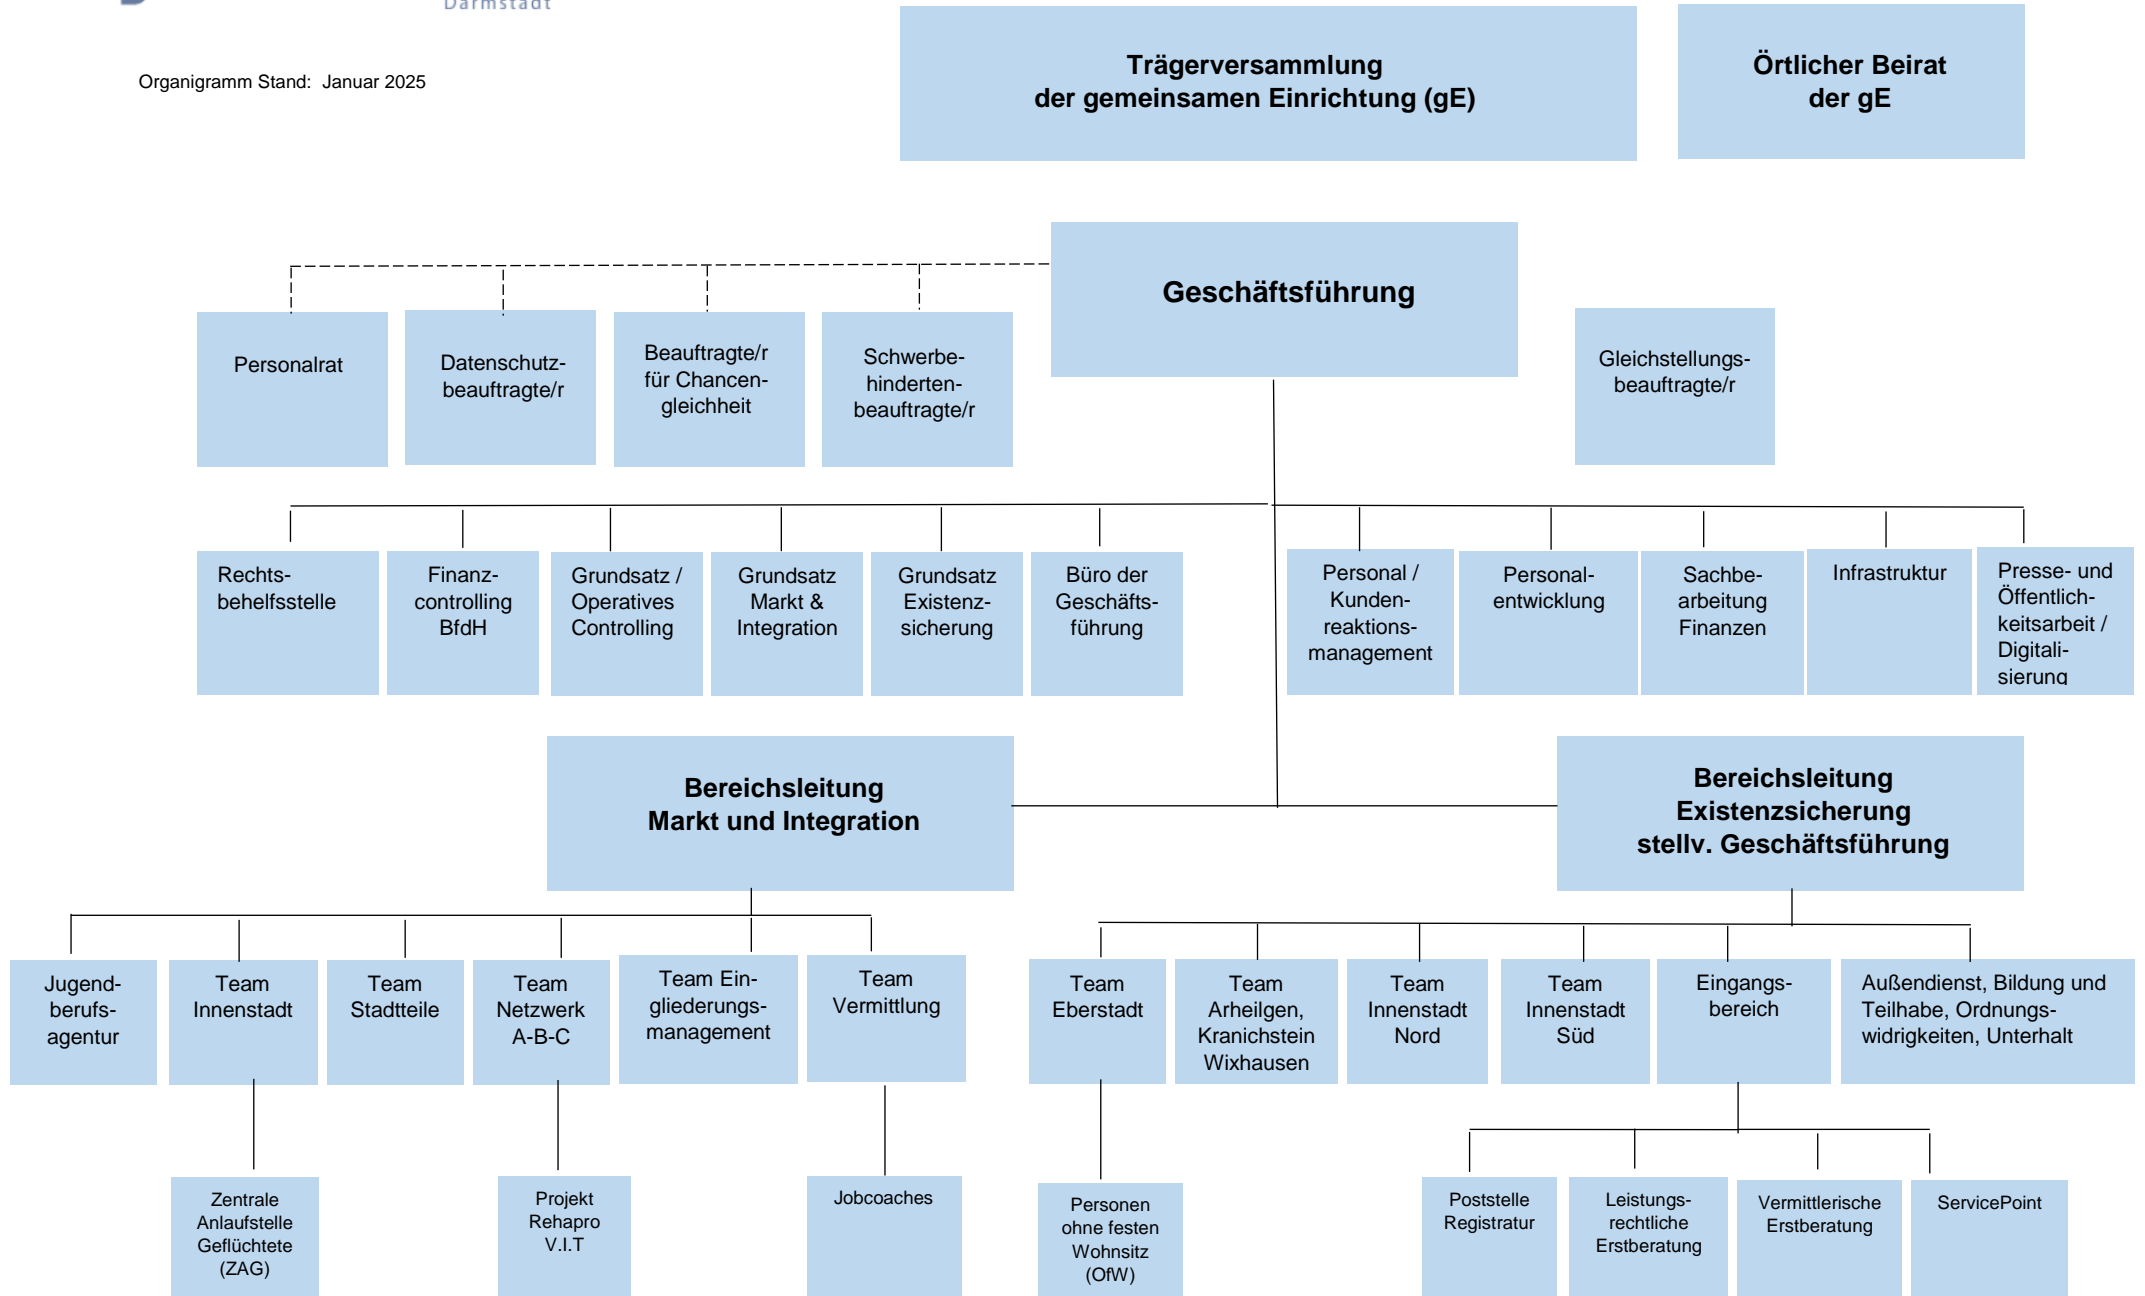 Darmstadt
Organigramm Stand: Januar 2025
Trägerversammlung
der gemeinsamen Einrichtung (gE)
Örtlicher Beirat
der gE
Geschäftsführung
Personalrat
Datenschutz-
beauftragte/r
Beauftragte/r
für Chancen-
gleichheit
Schwerbe-
hinderten-
beauftragte/r
Gleichstellungs-
beauftragte/r
Rechts-
behelfsstelle
Finanz-
controlling
BfdH
Grundsatz /
Operatives
Controlling
Grundsatz
Markt &
Integration
Grundsatz
Existenz-
sicherung
Büro der
Geschäfts-
führung
Personal /
Kunden-
reaktions-
management
Personal-
entwicklung
Sachbe-
arbeitung
Finanzen
Infrastruktur
Presse- und
Öffentlich-
keitsarbeit /
Digitali-
sierung
Bereichsleitung
Markt und Integration
Bereichsleitung
Existenzsicherung
stellv. Geschäftsführung
Jugend-
berufs-
agentur
Team
Innenstadt
Team
Stadtteile
Team
Netzwerk
A-B-C
Team Ein-
gliederungs-
management
Team
Vermittlung
Team
Eberstadt
Team
Arheilgen,
Kranichstein
Wixhausen
Team
Innenstadt
Nord
Team
Innenstadt
Süd
Eingangs-
bereich
Außendienst, Bildung und
Teilhabe, Ordnungs-
widrigkeiten, Unterhalt
Zentrale
Anlaufstelle
Geflüchtete
(ZAG)
Projekt
Rehapro
V.I.T
Jobcoaches
Personen
ohne festen
Wohnsitz
(OfW)
Poststelle
Registratur
Leistungs-
rechtliche
Erstberatung
Vermittlerische
Erstberatung
ServicePoint